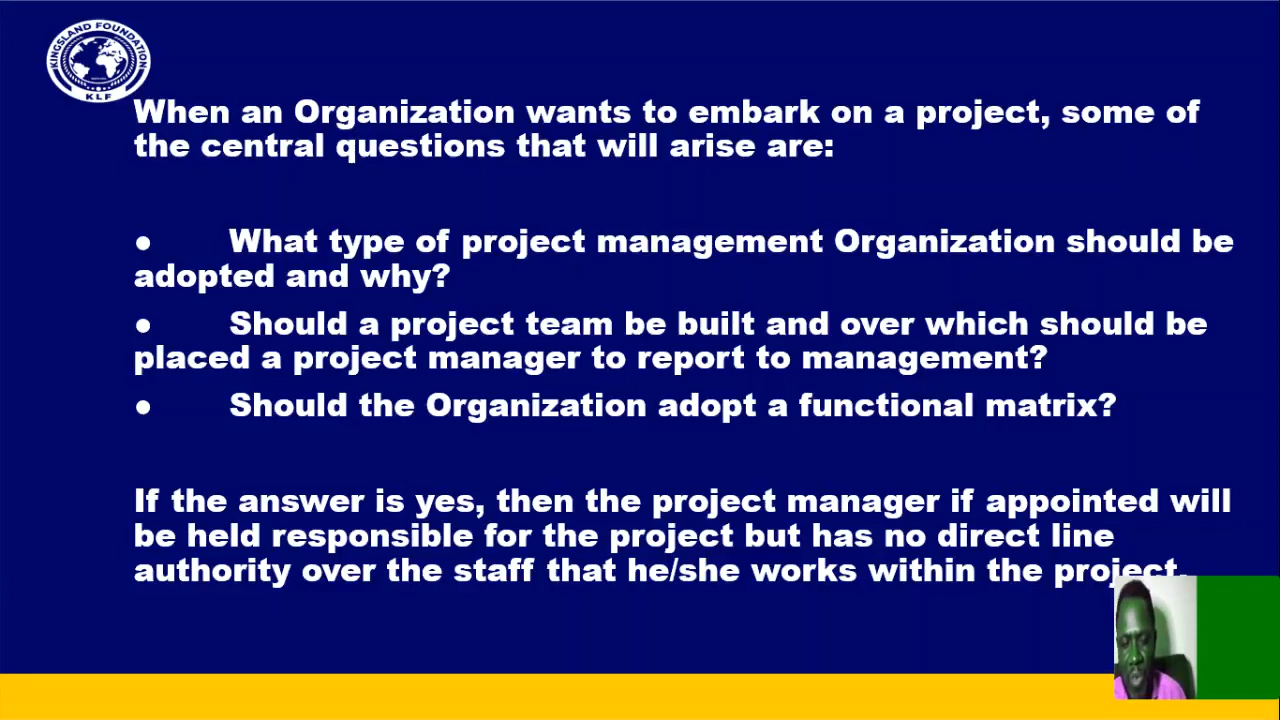 KINGSLAND FOUNDATION
KLF
When an Organization wants to embark on a project, some of
the central questions that will arise are:
● What type of project management Organization should be
adopted and why?
● Should a project team be built and over which should be
placed a project manager to report to management?
● Should the Organization adopt a functional matrix?
If the answer is yes, then the project manager if appointed will
be held responsible for the project but has no direct line
authority over the staff that he/she works within the project.